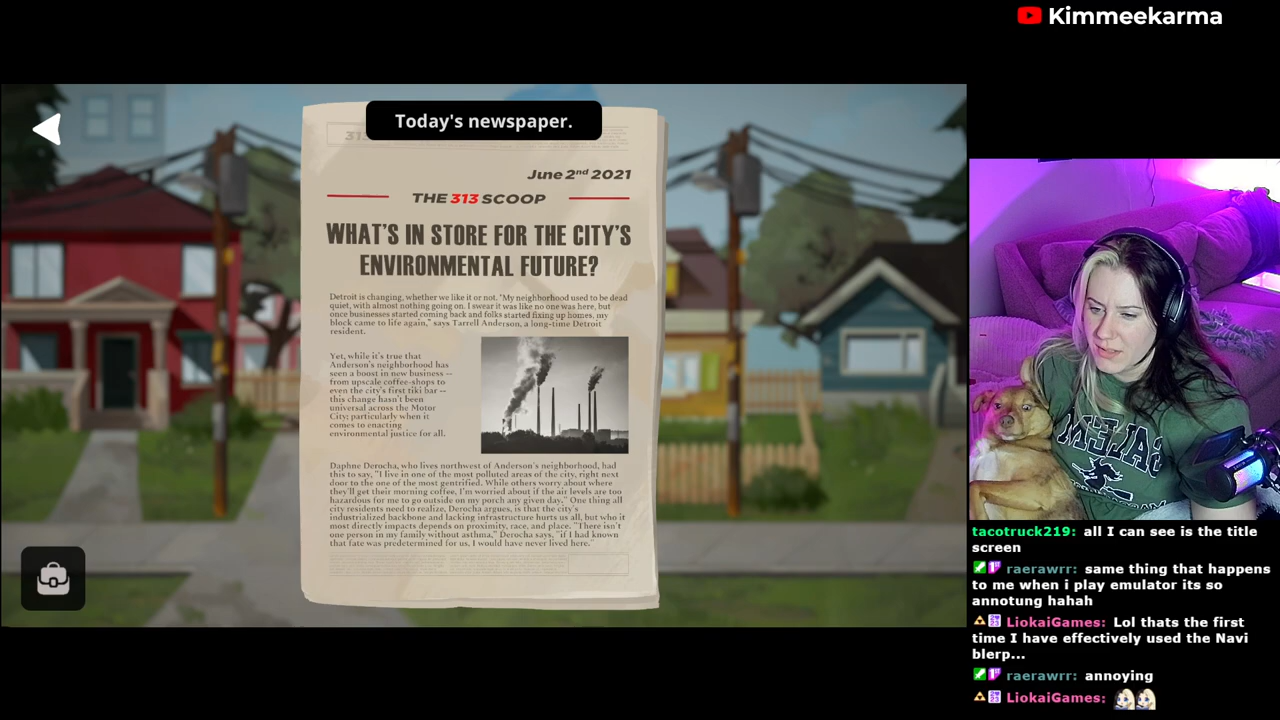 Kimmeekarma
Today's newspaper.
June 2nd 2021
THE 313 SCOOP
WHAT'S IN STORE FOR THE CITY'S
ENVIRONMENTAL FUTURE?
Detroit is changing, whether we like it or not. "My neighborhood used to be dead
quiet, with almost nothing going on. I swear it was like no one was here, but
once businesses started coming back and folks started fixing up homes, my
block came to life again," says Tarrell Anderson, a long-time Detroit
resident.
Yet, while it's true that
Anderson's neighborhood has
seen a boost in new business --
from upscale coffee-shops to
even the city's first tiki bar --
this change hasn't been
universal across the Motor
City; particularly when it
comes to enacting
environmental justice for all.
Daphne Derocha, who lives northwest of Anderson's neighborhood, had
this to say, "I live in one of the most polluted areas of the city, right next
door to the one of the most gentrified. While others worry about where
they'll get their morning coffee, I'm worried about if the air levels are too
hazardous for me to go outside on my porch any given day." One thing all
city residents need to realize, Derocha argues, is that the city's
industrialized backbone and lacking infrastructure hurts us all, but who it
most directly impacts depends on proximity, race, and place. "There isn't
one person in my family without asthma," Derocha says, "if I had known
that fate was predetermined for us, I would have never lived here."
SALEM
tacotruck219: all I can see is the title
screen
raerawrr: same thing that happens
to me when i play emulator its so
annotung hahah
LiokaiGames: Lol thats the first
time I have effectively used the Navi
blerp...
raerawrr: annoying
LiokaiGames: